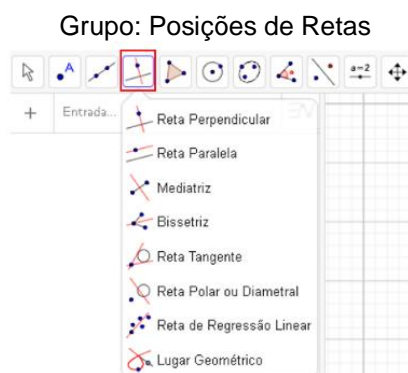 Grupo: Posições de Retas
A
a=2
+ Entrada...
Reta Perpendicular
Reta Paralela
Mediatriz
Bissetriz
Reta Tangente
Reta Polar ou Diametral
Reta de Regressão Linear
Lugar Geométrico